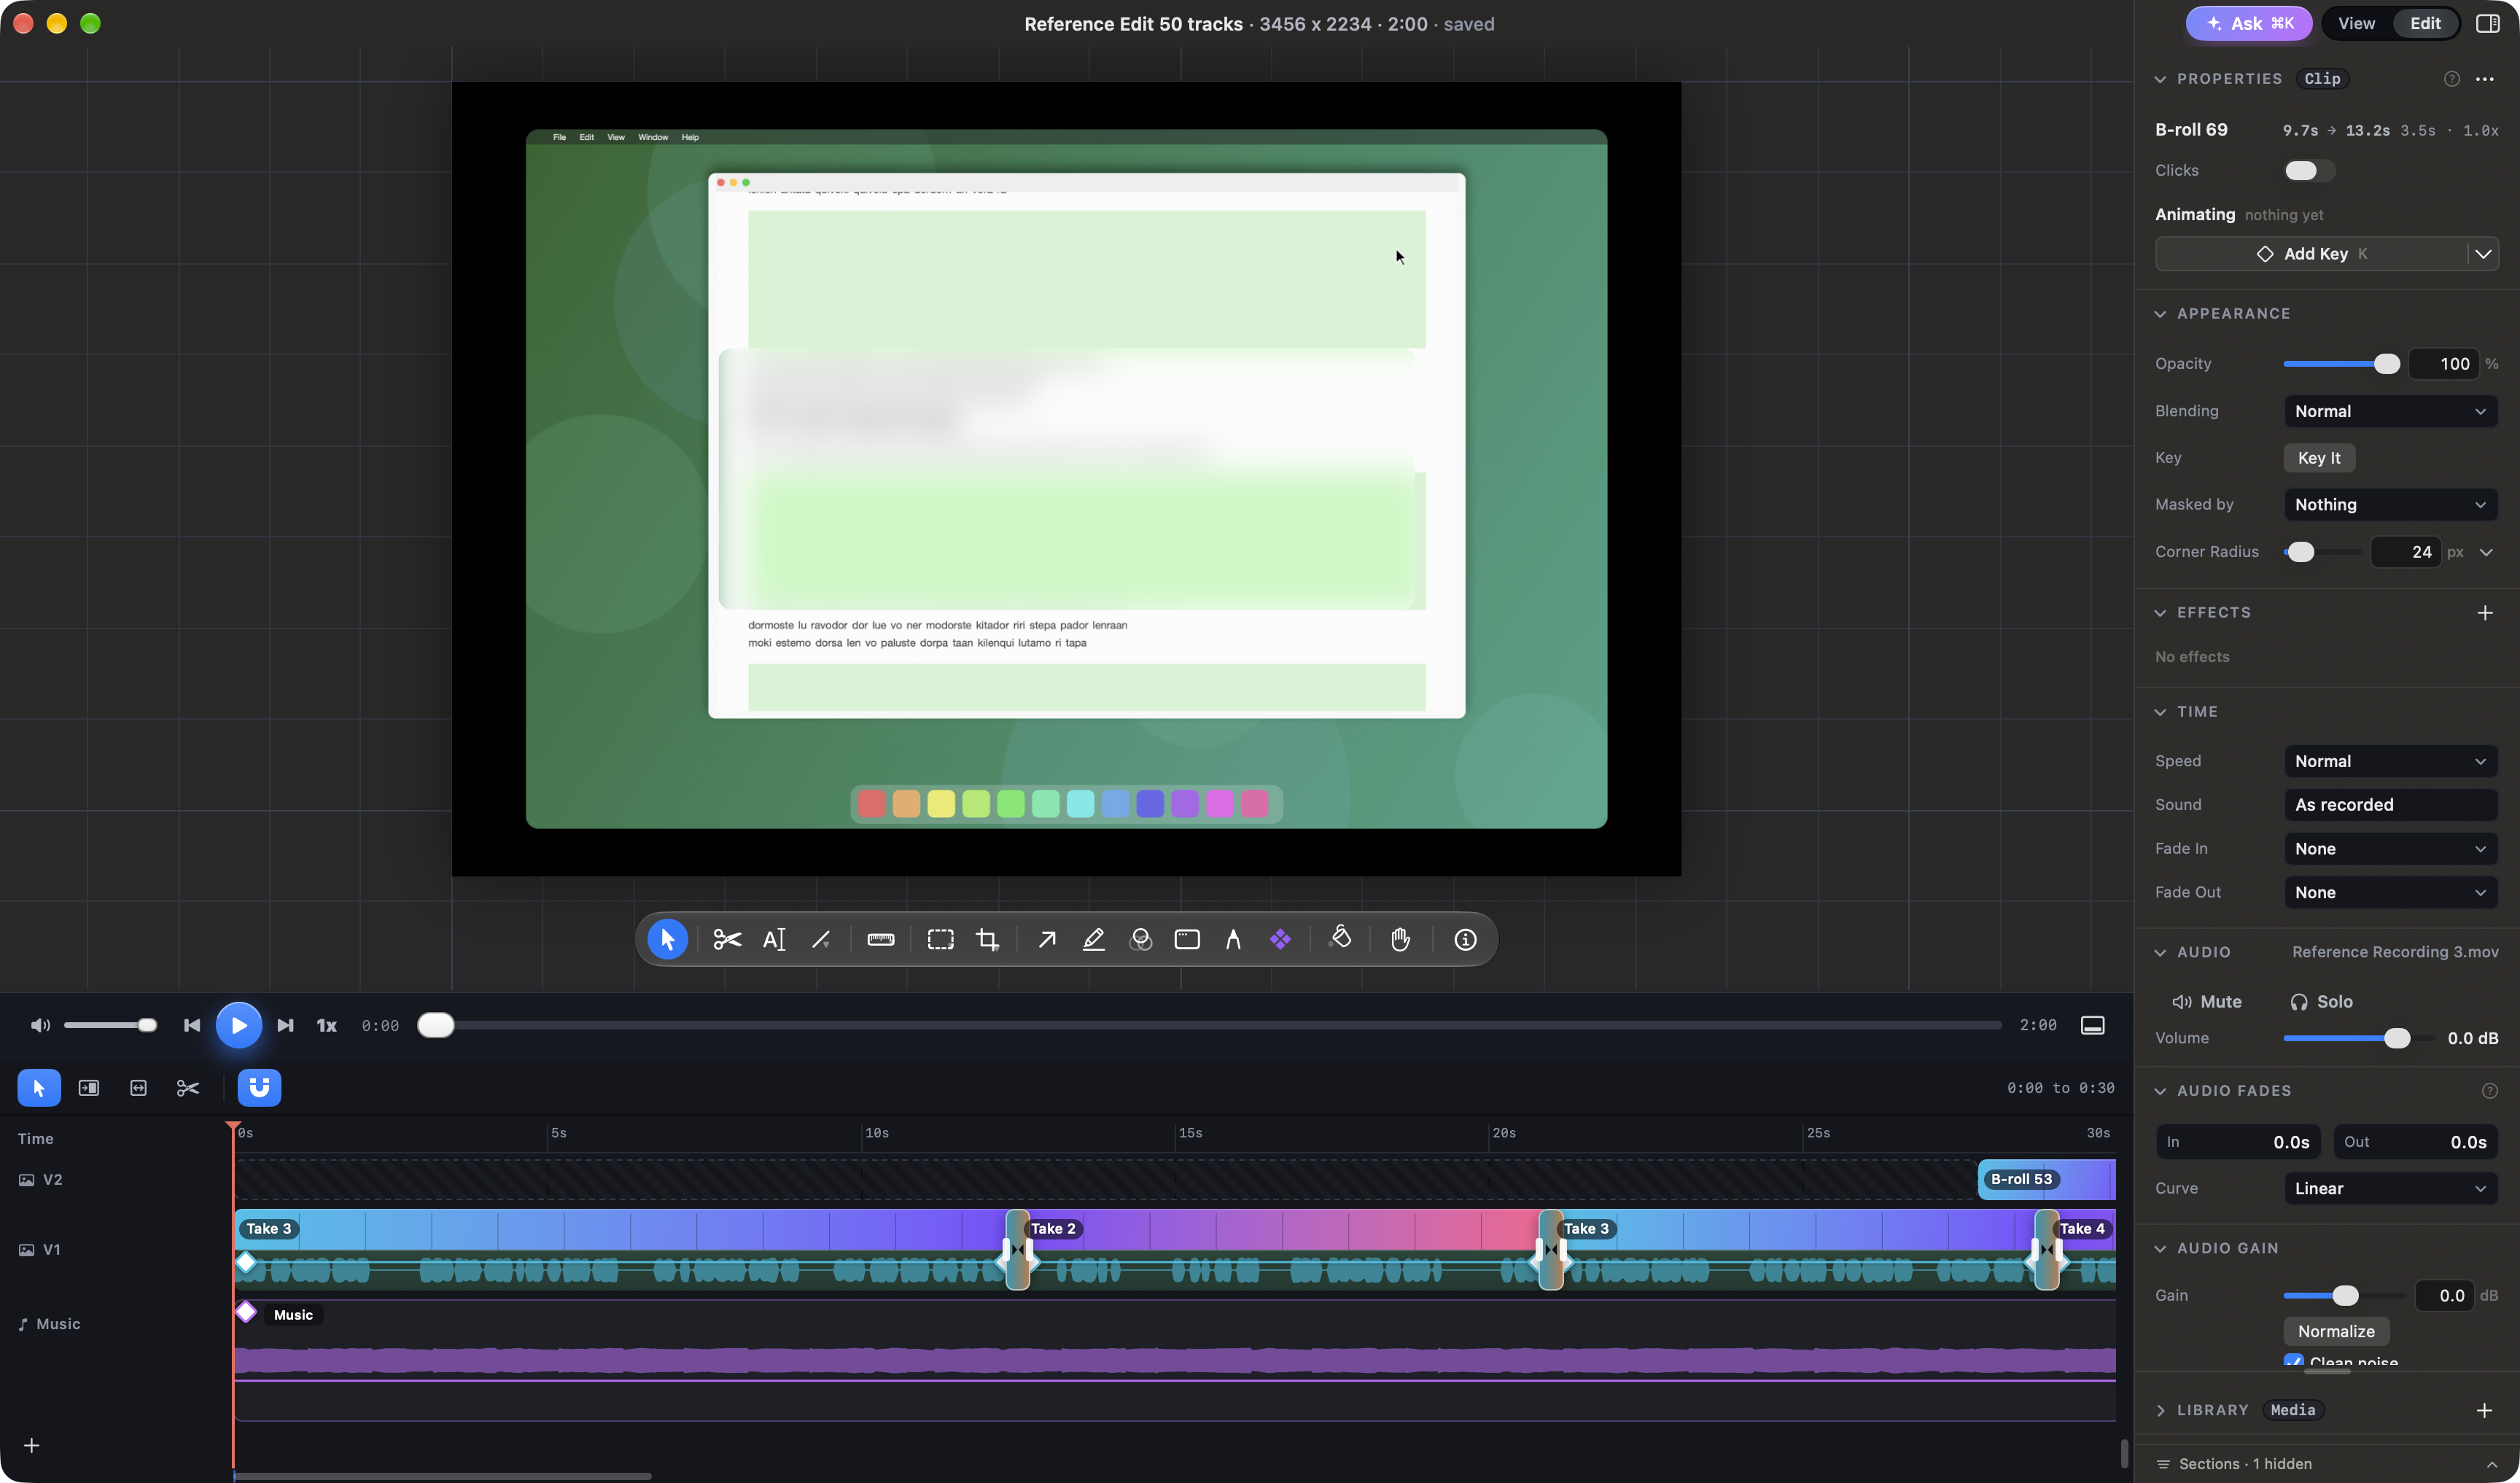 Reference Edit 50 tracks · 3456 x 2234 · 2:00 · saved
Ask ⌘K
View
Edit
File Edit View Window Help
dormoste lu ravodor dor lue vo ner modorste kitador riri stepa pador lenraan
moki estemo dorsa len vo paluste dorpa taan kilenqui lutamo ri tapa
PROPERTIES Clip
B-roll 69 9.7s → 13.2s 3.5s · 1.0x
Clicks
Animating nothing yet
Add Key K
APPEARANCE
Opacity 100 %
Blending Normal
Key Key It
Masked by Nothing
Corner Radius 24 px
EFFECTS
No effects
TIME
Speed Normal
Sound As recorded
Fade In None
Fade Out None
AUDIO Reference Recording 3.mov
Mute Solo
Volume 0.0 dB
AUDIO FADES
In 0.0s Out 0.0s
Curve Linear
AUDIO GAIN
Gain 0.0 dB
Normalize
Clean noise
LIBRARY Media
Sections · 1 hidden
1x 0:00 2:00
0:00 to 0:30
Time 0s 5s 10s 15s 20s 25s 30s
V2 B-roll 53
V1 Take 3 Take 2 Take 3 Take 4
Music Music